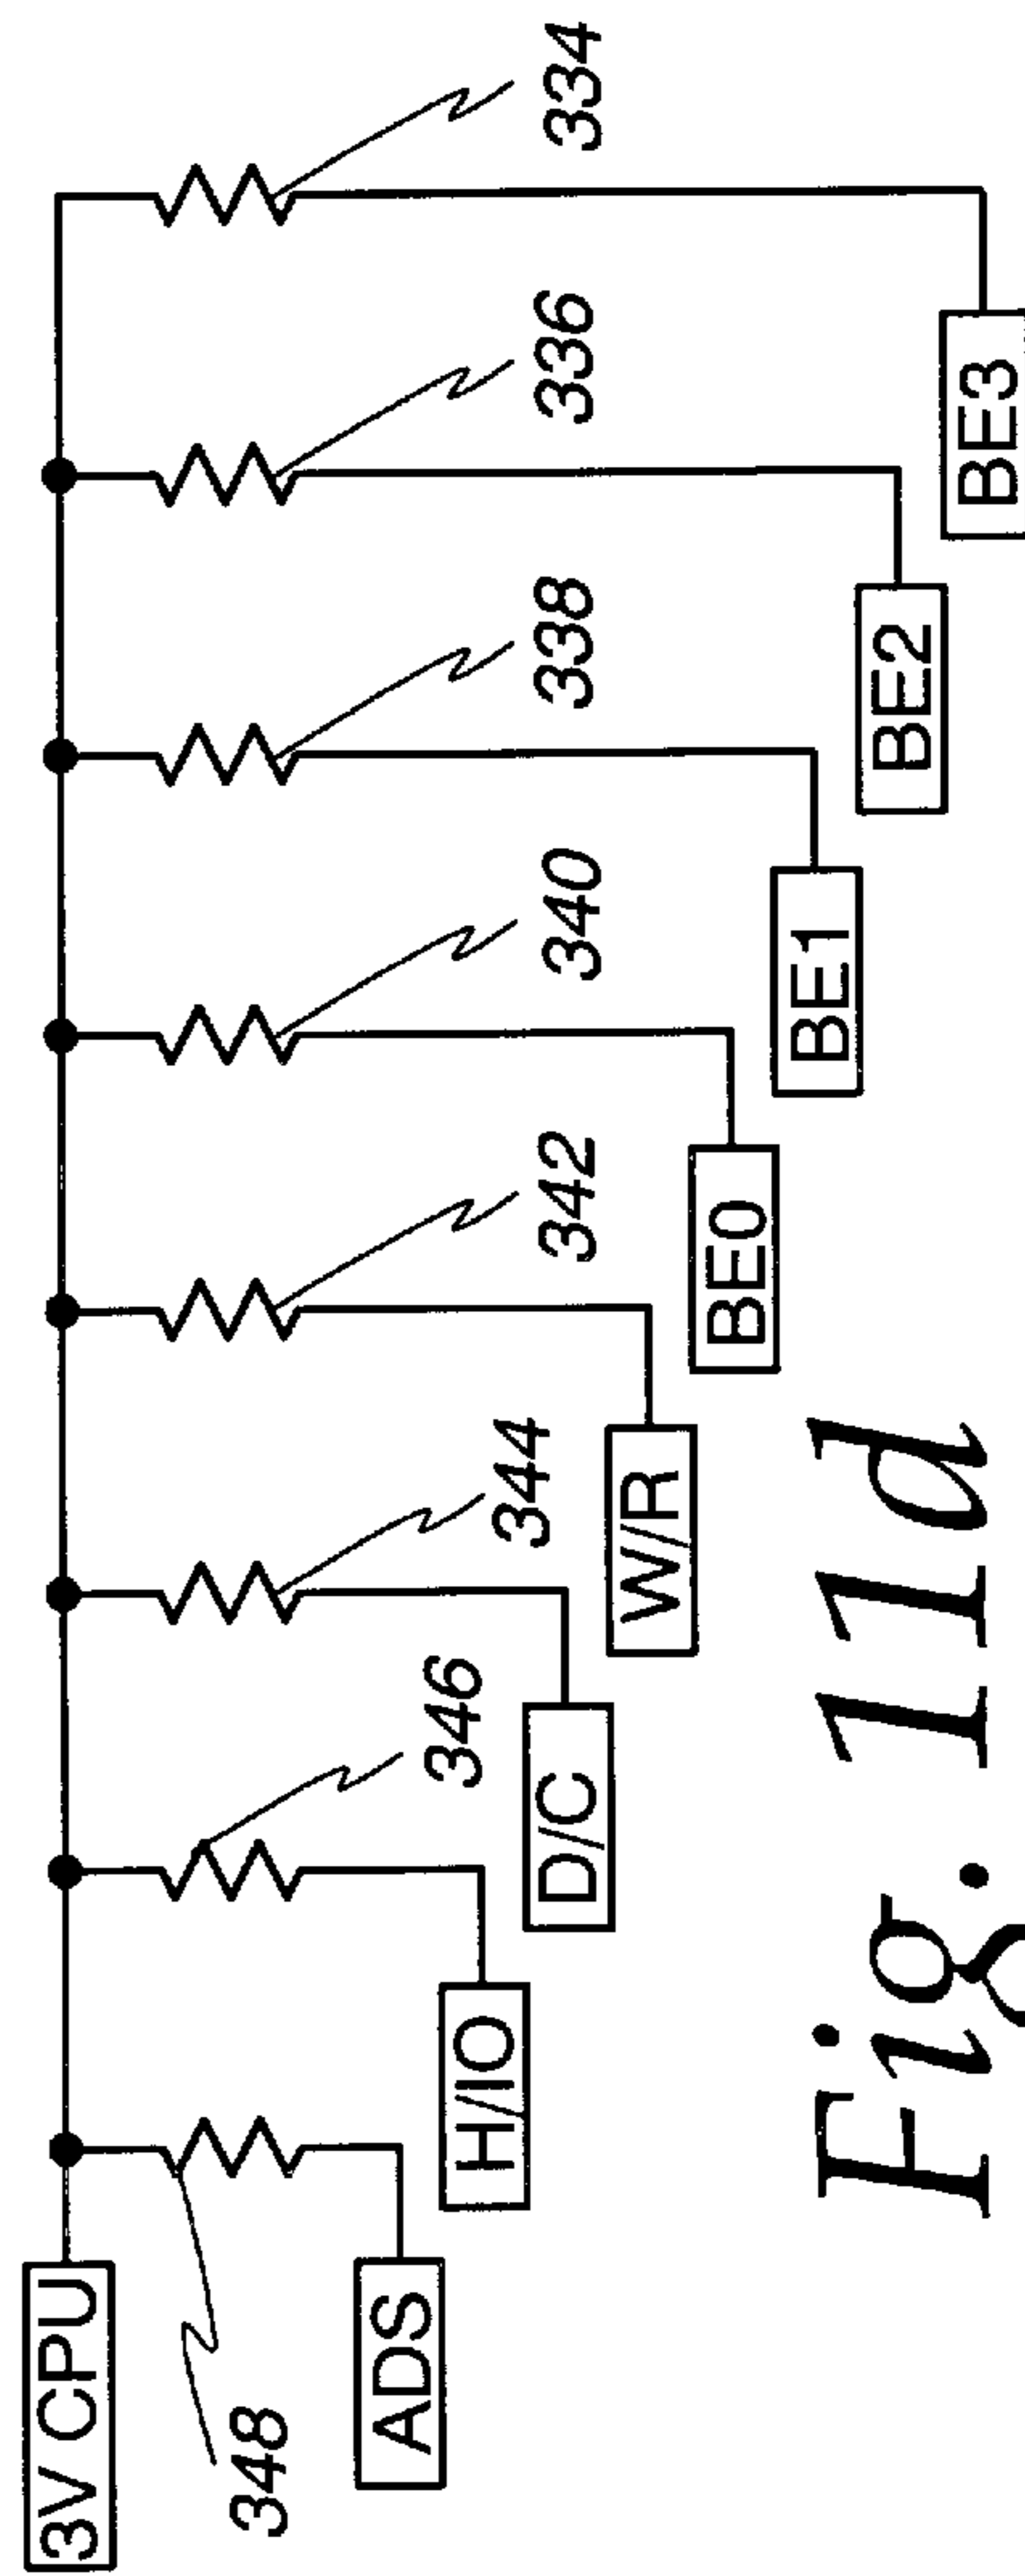 3V CPU
348
ADS
346
H/IO
344
D/C
342
W/R
340
BE0
338
BE1
336
BE2
334
BE3
Fig. 11d